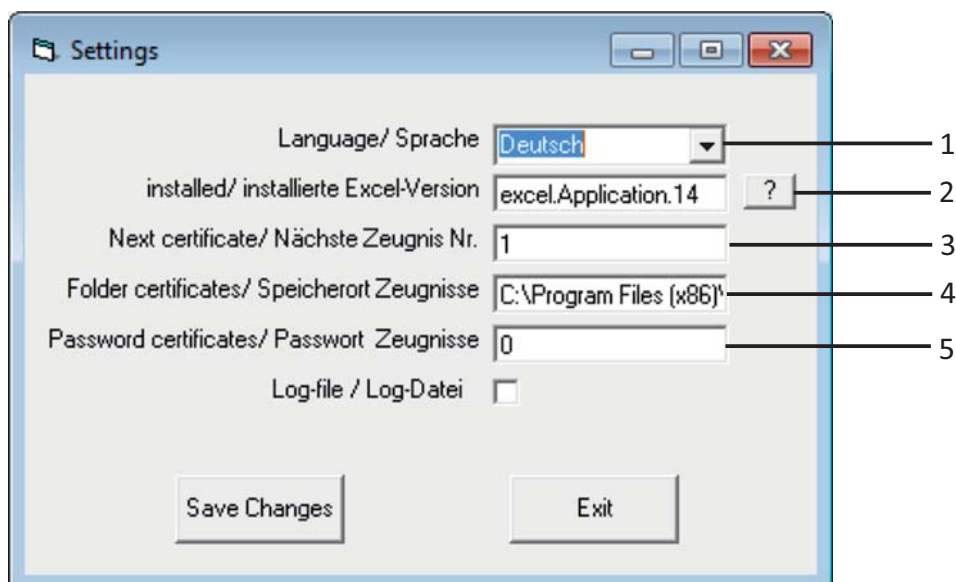 Settings
Language/ Sprache Deutsch 1
installed/ installierte Excel-Version excel.Application.14 ? 2
Next certificate/ Nächste Zeugnis Nr. 1 3
Folder certificates/ Speicherort Zeugnisse C:\Program Files (x86)\ 4
Password certificates/ Passwort Zeugnisse 0 5
Log-file / Log-Datei
Save Changes Exit